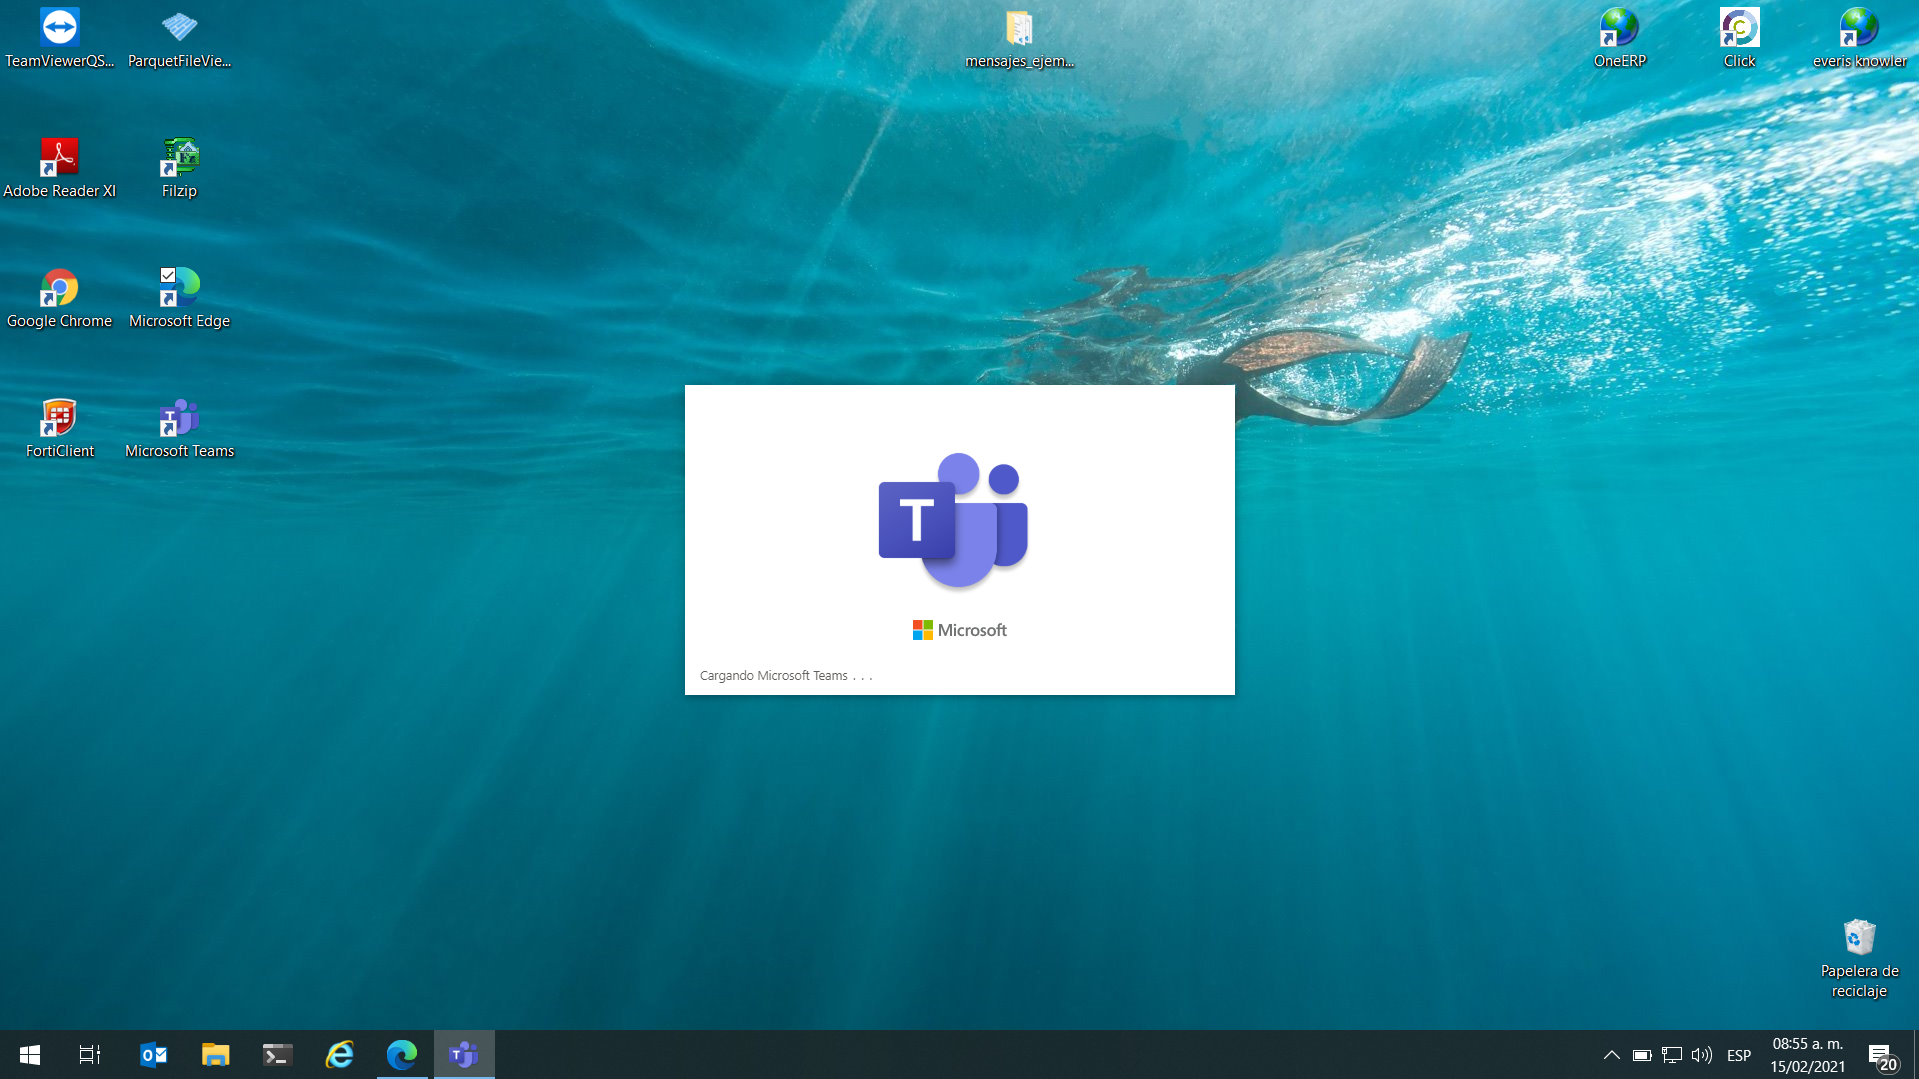 TeamViewerQS...
ParquetFileVie...
mensajes_ejem...
OneERP
Click
everis knowler
Adobe Reader XI
Filzip
Google Chrome
Microsoft Edge
FortiClient
Microsoft Teams
T
Microsoft
Cargando Microsoft Teams . . .
Papelera de
reciclaje
ESP
08:55 a. m.
15/02/2021
20